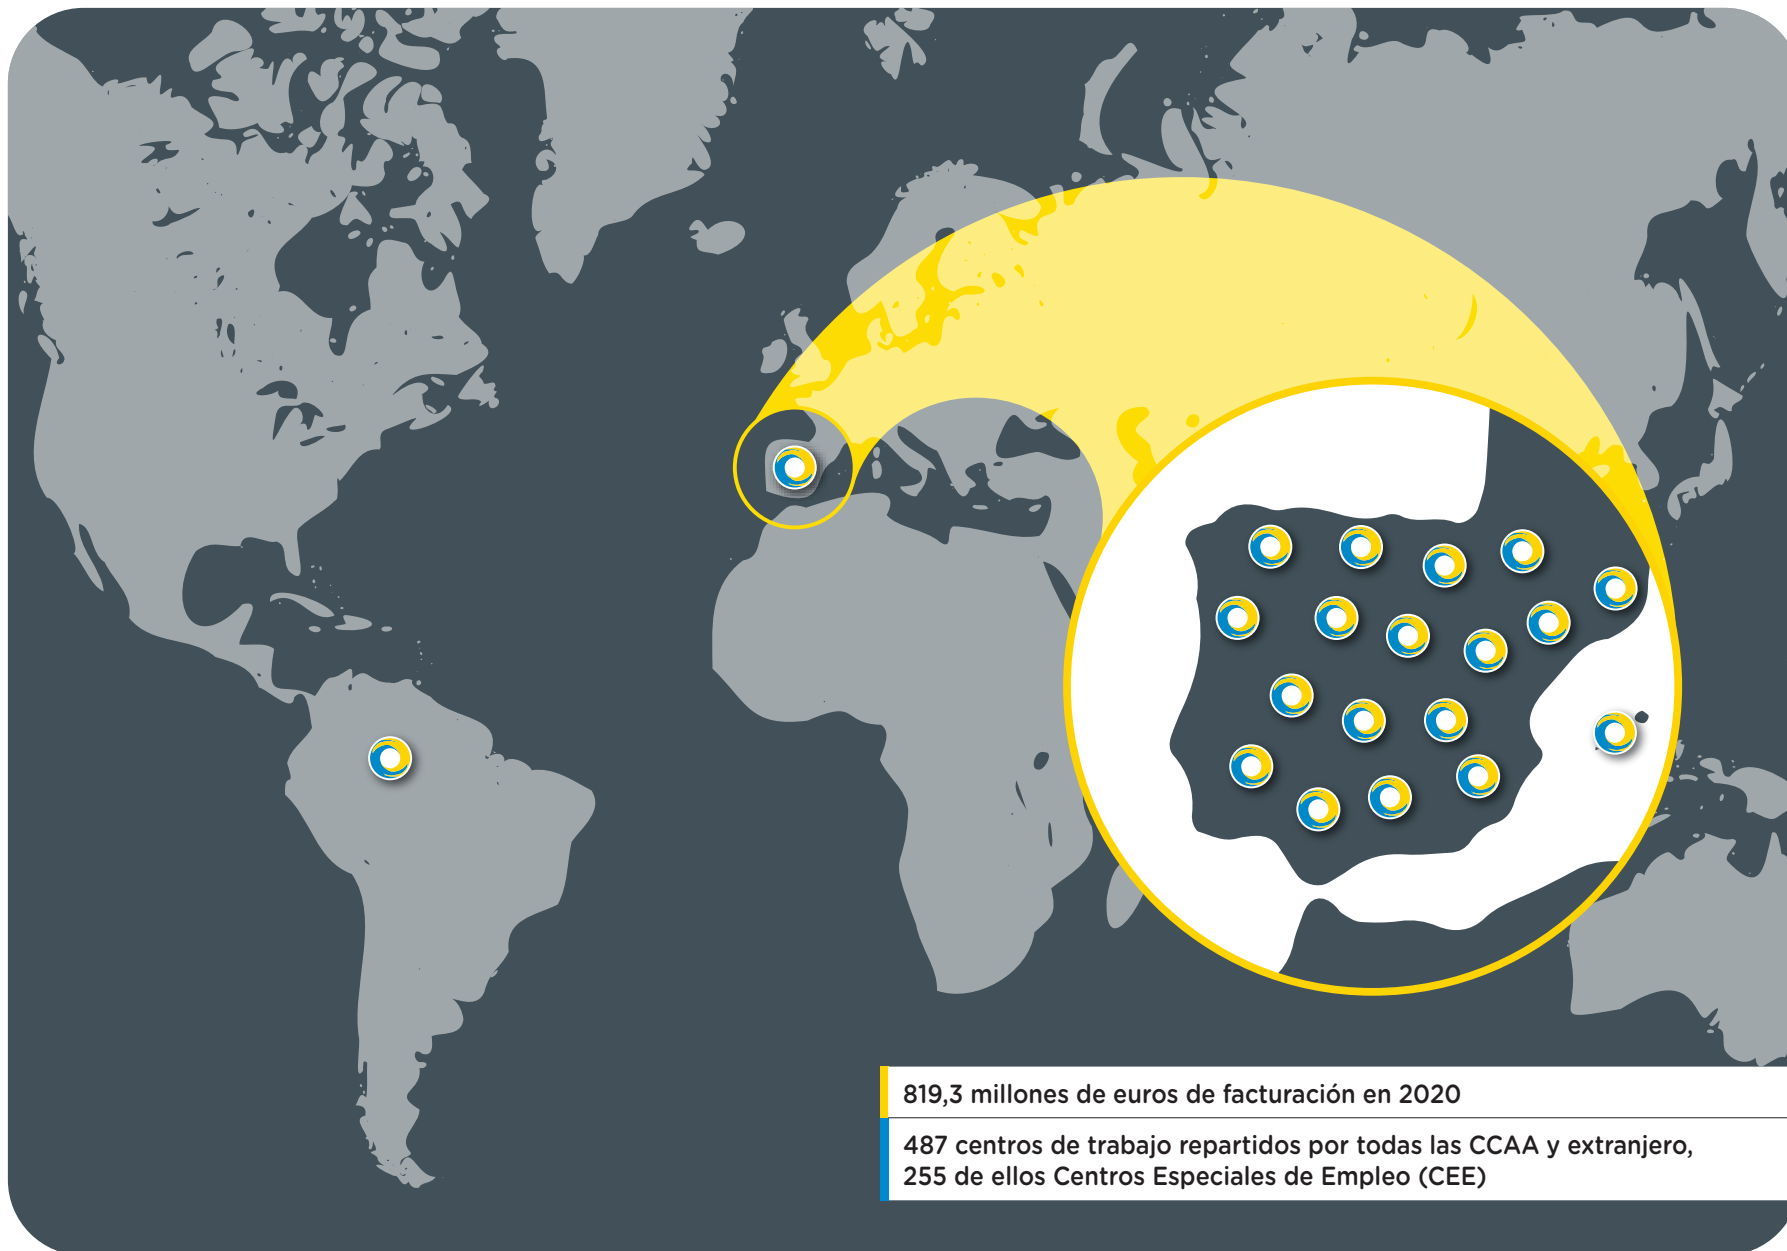 819,3 millones de euros de facturación en 2020
487 centros de trabajo repartidos por todas las CCAA y extranjero,
255 de ellos Centros Especiales de Empleo (CEE)